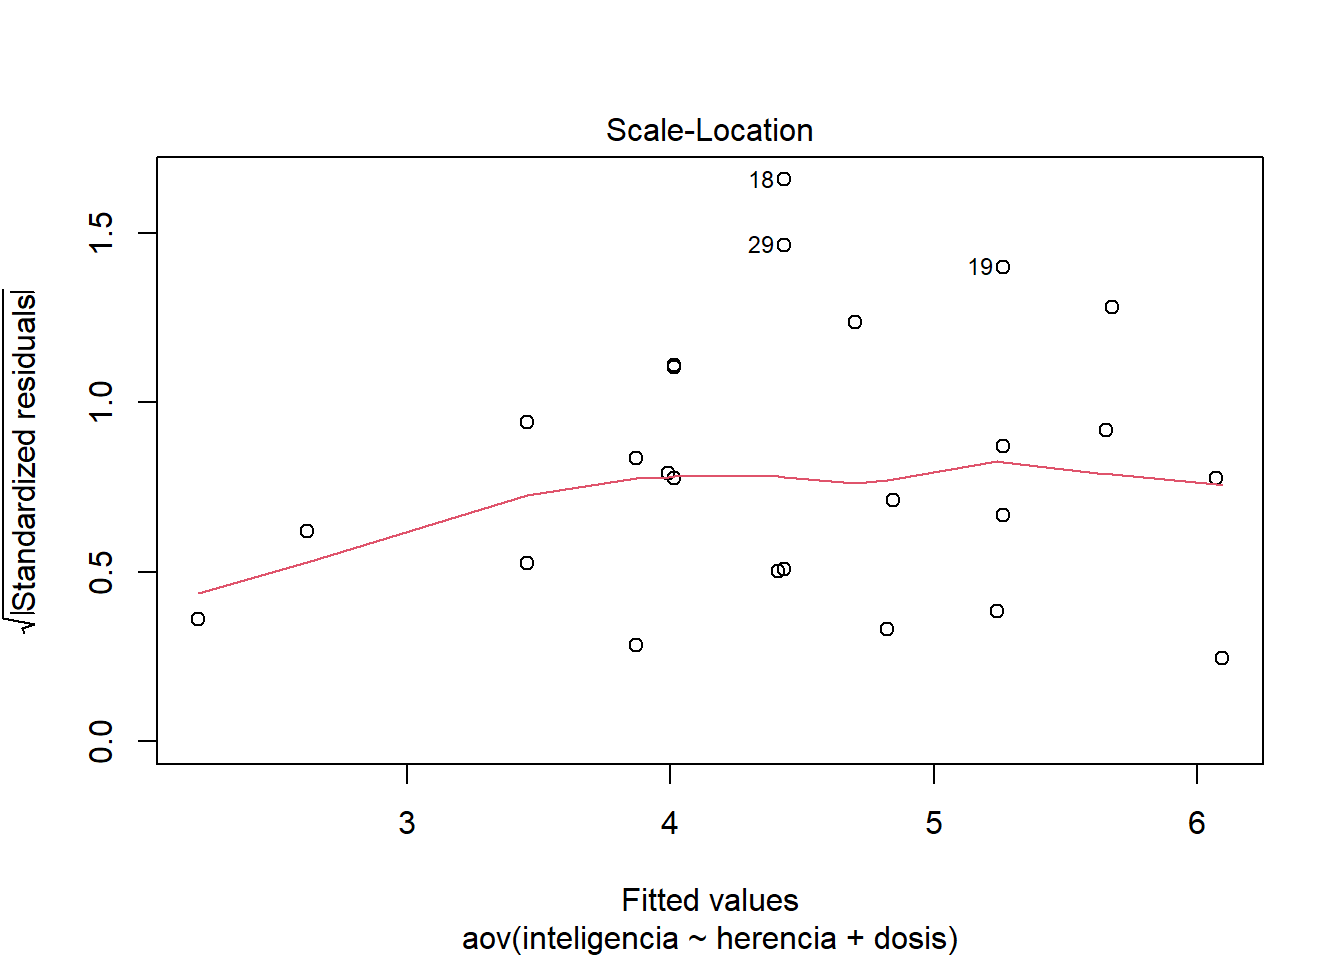 Scale-Location
√|Standardized residuals|
1.5
1.0
0.5
0.0
18
29
19
3 4 5 6
Fitted values
aov(inteligencia ~ herencia + dosis)